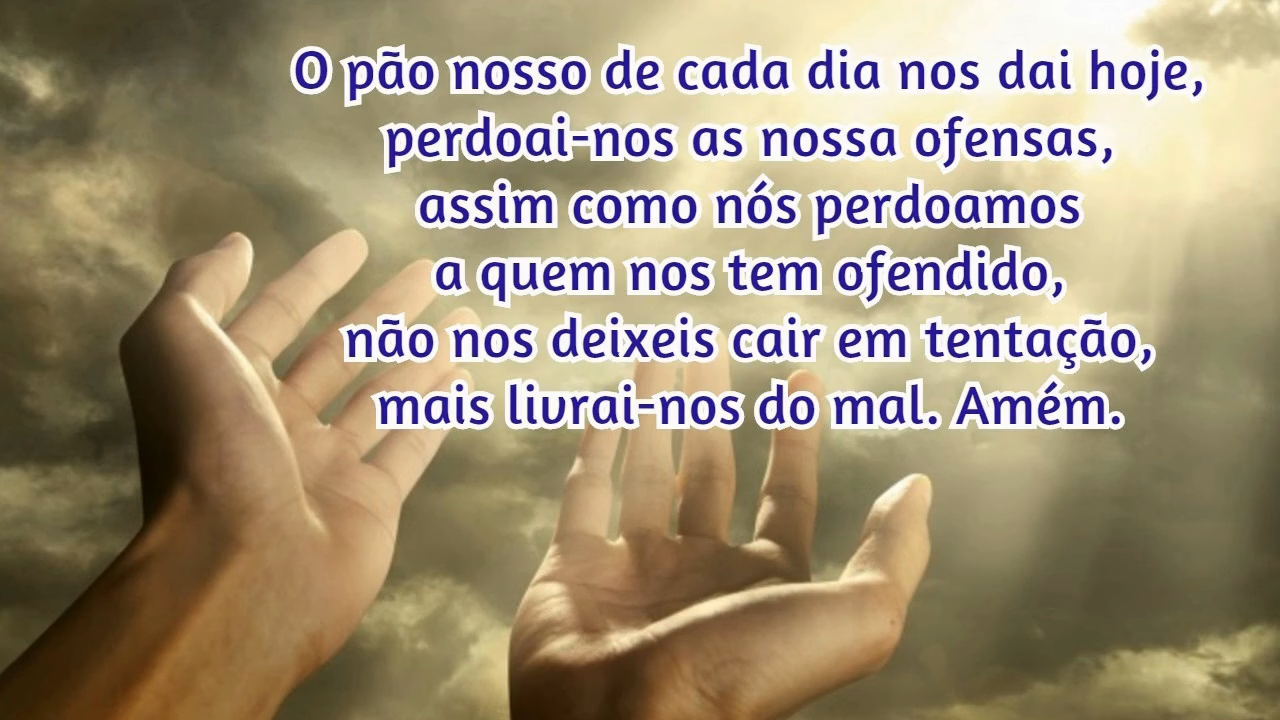 O pão nosso de cada dia nos dai hoje,
perdoai-nos as nossa ofensas,
assim como nós perdoamos
a quem nos tem ofendido,
não nos deixeis cair em tentação,
mais livrai-nos do mal. Amém.